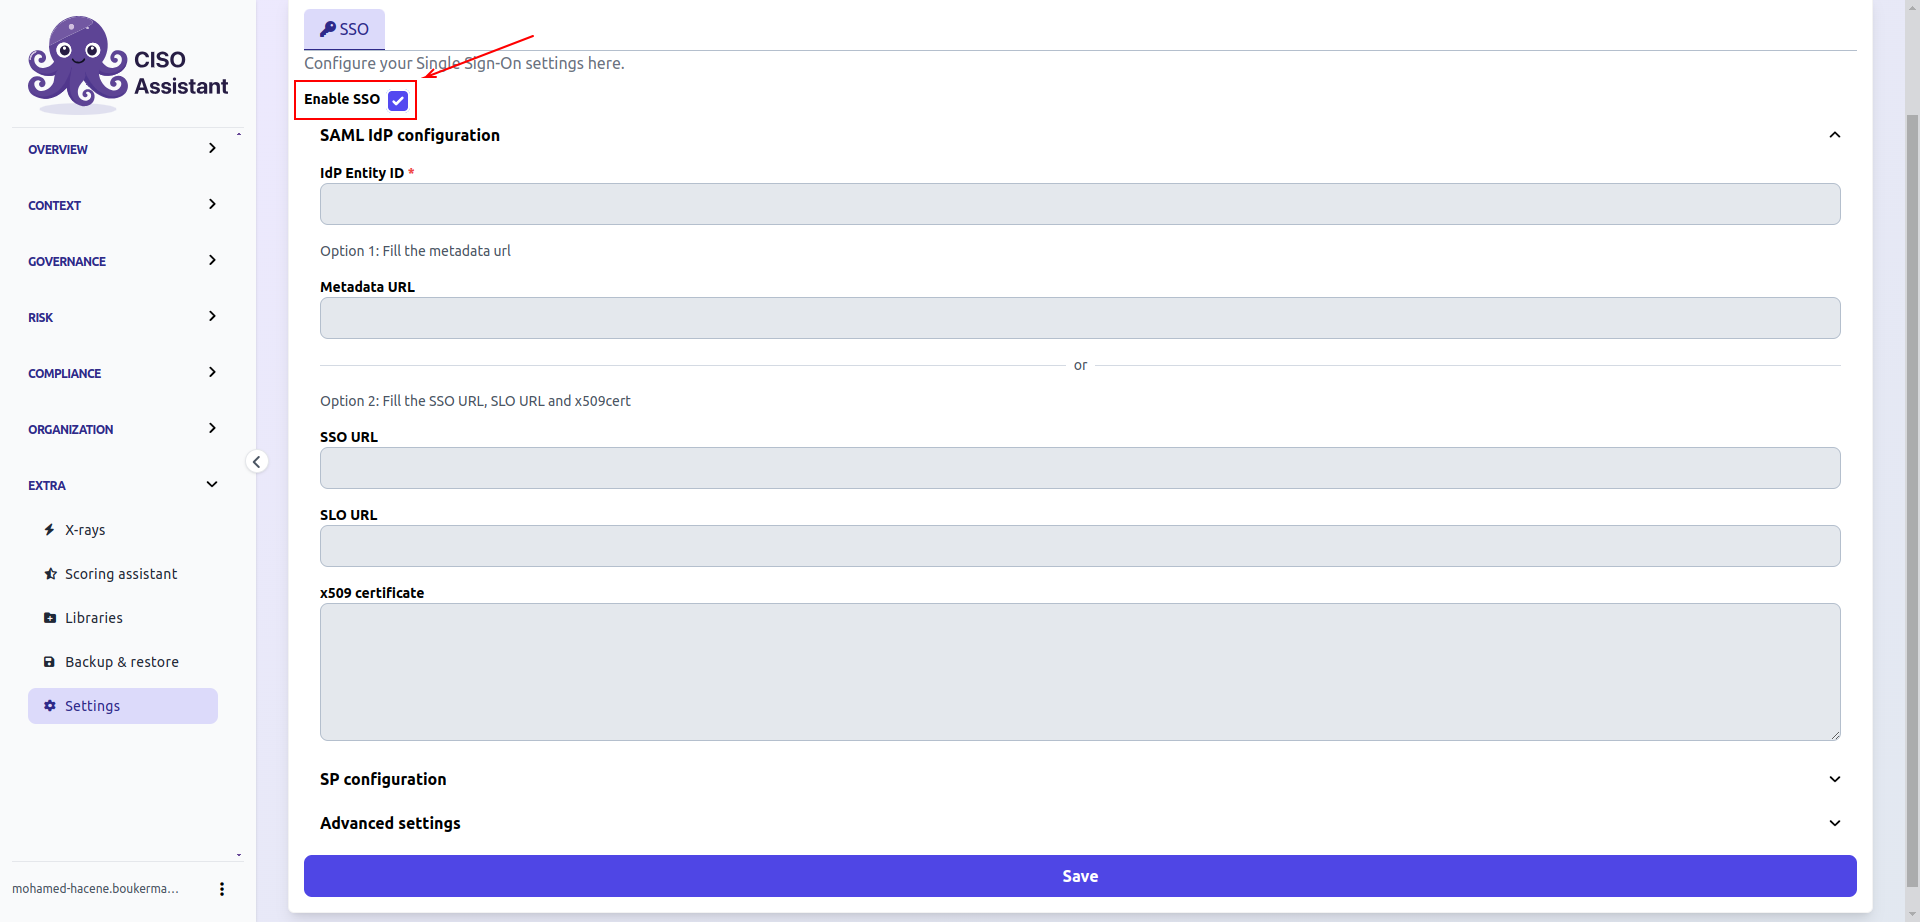 CISO
Assistant
OVERVIEW
CONTEXT
GOVERNANCE
RISK
COMPLIANCE
ORGANIZATION
EXTRA
X-rays
Scoring assistant
Libraries
Backup & restore
Settings
mohamed-hacene.boukerma...
SSO
Configure your Single Sign-On settings here.
Enable SSO
SAML IdP configuration
IdP Entity ID *
Option 1: Fill the metadata url
Metadata URL
or
Option 2: Fill the SSO URL, SLO URL and x509cert
SSO URL
SLO URL
x509 certificate
SP configuration
Advanced settings
Save